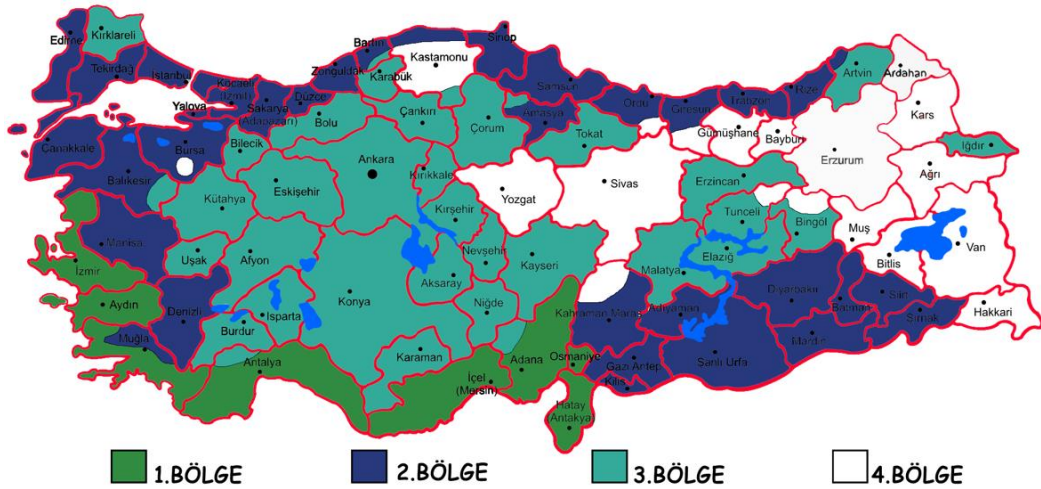 Edirne
Kırklareli
Tekirdağ
İstanbul
Kocaeli
(İzmit)
Yalova
Sakarya
(Adapazarı)
Düzce
Zonguldak
Bartın
Karabük
Kastamonu
Sinop
Samsun
Ordu
Giresun
Trabzon
Rize
Artvin
Ardahan
Kars
Iğdır
Ağrı
Erzurum
Bayburt
Gümüşhane
Tokat
Amasya
Çorum
Çankırı
Bolu
Bilecik
Bursa
Çanakkale
Balıkesir
Kütahya
Eskişehir
Ankara
Kırıkkale
Kırşehir
Yozgat
Sivas
Erzincan
Tunceli
Bingöl
Muş
Bitlis
Van
Hakkari
Şırnak
Siirt
Batman
Mardin
Diyarbakır
Elazığ
Malatya
Adıyaman
Şanlı Urfa
Gazi Antep
Kilis
Kahraman Maraş
Osmaniye
Hatay
(Antakya)
Adana
İçel
(Mersin)
Niğde
Kayseri
Nevşehir
Aksaray
Konya
Karaman
Antalya
Isparta
Burdur
Afyon
Uşak
Manisa
İzmir
Aydın
Denizli
Muğla
1.BÖLGE
2.BÖLGE
3.BÖLGE
4.BÖLGE